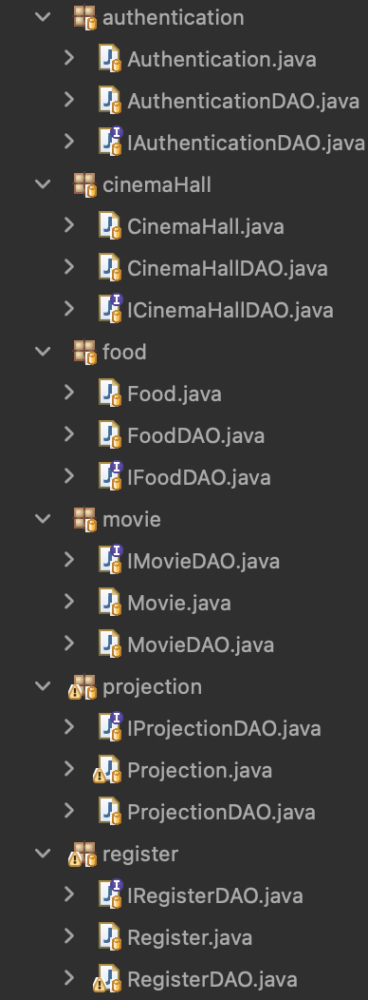 authentication
Authentication.java
AuthenticationDAO.java
IAuthenticationDAO.java
cinemaHall
CinemaHall.java
CinemaHallDAO.java
ICinemaHallDAO.java
food
Food.java
FoodDAO.java
IFoodDAO.java
movie
IMovieDAO.java
Movie.java
MovieDAO.java
projection
IProjectionDAO.java
Projection.java
ProjectionDAO.java
register
IRegisterDAO.java
Register.java
RegisterDAO.java